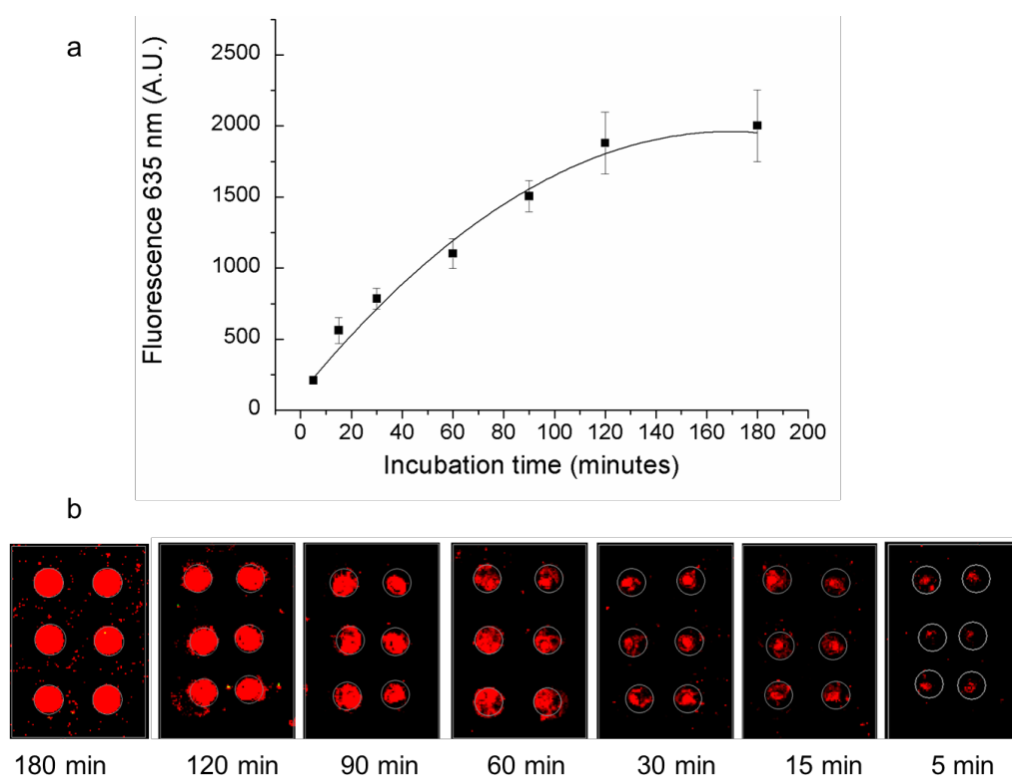 a
Fluorescence 635 nm (A.U.)
2500
2000
1500
1000
500
0
0 20 40 60 80 100 120 140 160 180 200
Incubation time (minutes)
b
180 min 120 min 90 min 60 min 30 min 15 min 5 min